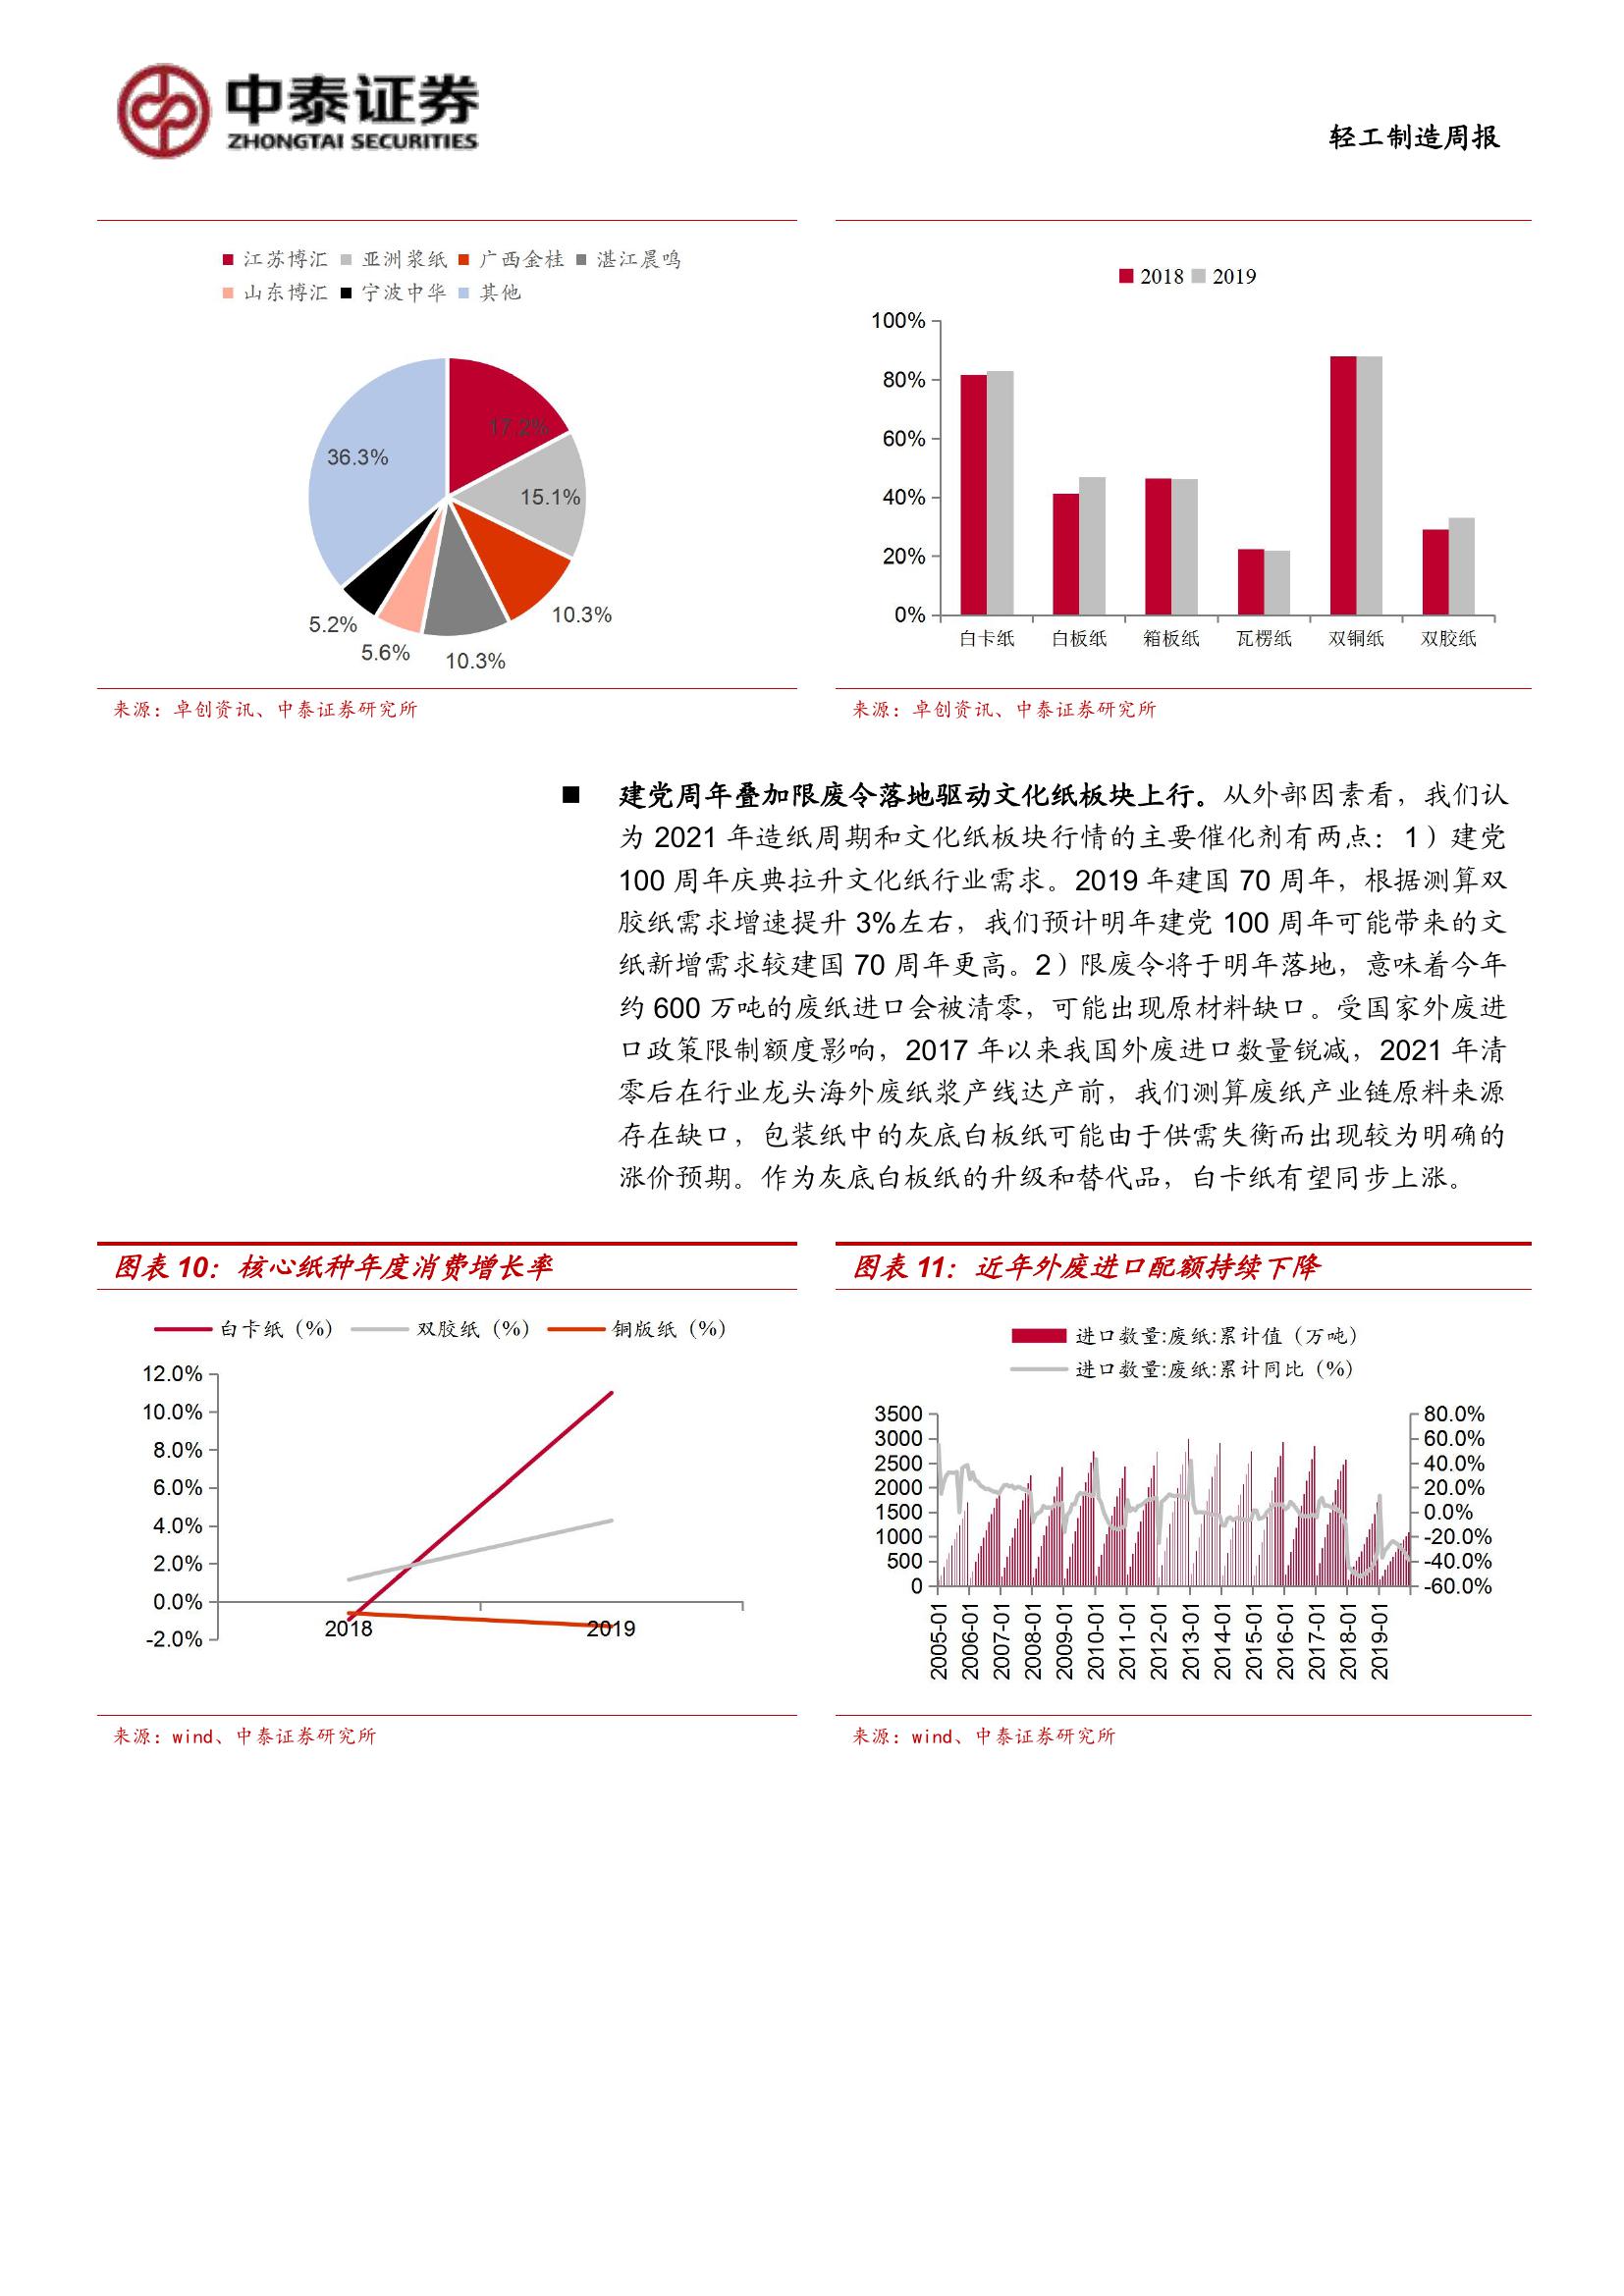 中泰证券
ZHONGTAI SECURITIES
轻工制造周报
江苏博汇 亚洲浆纸 广西金桂 湛江晨鸣
山东博汇 宁波中华 其他
17.2%
15.1%
10.3%
10.3%
5.6%
5.2%
36.3%
来源：卓创资讯、中泰证券研究所
2018 2019
100%
80%
60%
40%
20%
0%
白卡纸 白板纸 箱板纸 瓦楞纸 双铜纸 双胶纸
来源：卓创资讯、中泰证券研究所
■ 建党周年叠加限废令落地驱动文化纸板块上行。从外部因素看，我们认
为 2021 年造纸周期和文化纸板块行情的主要催化剂有两点：1）建党
100 周年庆典拉升文化纸行业需求。2019 年建国 70 周年，根据测算双
胶纸需求增速提升 3%左右，我们预计明年建党 100 周年可能带来的文
纸新增需求较建国 70 周年更高。2）限废令将于明年落地，意味着今年
约 600 万吨的废纸进口会被清零，可能出现原材料缺口。受国家外废进
口政策限制额度影响，2017 年以来我国外废进口数量锐减，2021 年清
零后在行业龙头海外废纸浆产线达产前，我们测算废纸产业链原料来源
存在缺口，包装纸中的灰底白板纸可能由于供需失衡而出现较为明确的
涨价预期。作为灰底白板纸的升级和替代品，白卡纸有望同步上涨。
图表 10：核心纸种年度消费增长率
白卡纸（%） 双胶纸（%） 铜版纸（%）
12.0%
10.0%
8.0%
6.0%
4.0%
2.0%
0.0%
-2.0%
2018 2019
来源：wind、中泰证券研究所
图表 11：近年外废进口配额持续下降
进口数量:废纸:累计值（万吨）
进口数量:废纸:累计同比（%）
3500 80.0%
3000 60.0%
2500 40.0%
2000 20.0%
1500 0.0%
1000 -20.0%
500 -40.0%
0 -60.0%
2005-01 2006-01 2007-01 2008-01 2009-01 2010-01 2011-01 2012-01 2013-01 2014-01 2015-01 2016-01 2017-01 2018-01 2019-01
来源：wind、中泰证券研究所